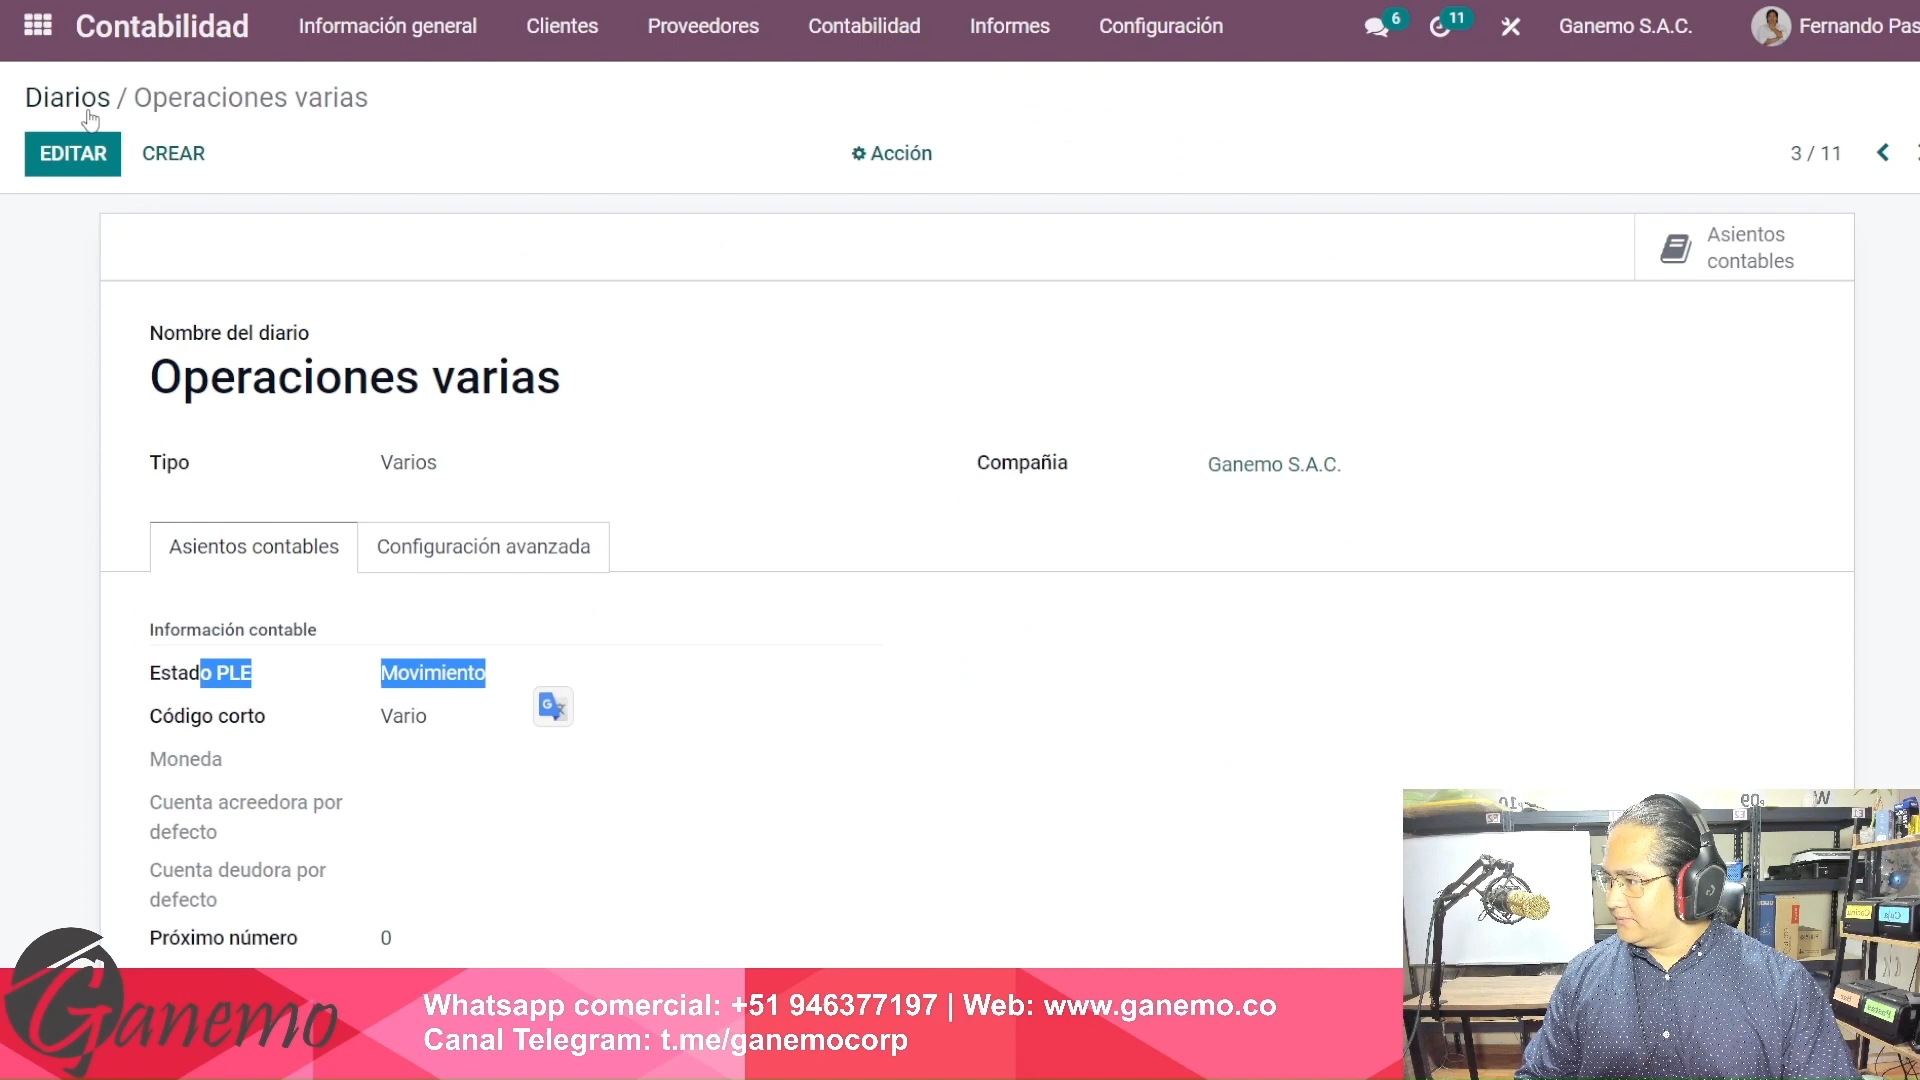 Contabilidad Información general Clientes Proveedores Contabilidad Informes Configuración 6 11 Ganemo S.A.C. Fernando Pas
Diarios / Operaciones varias
EDITAR CREAR Acción 3 / 11
Asientos
contables
Nombre del diario
Operaciones varias
Tipo Varios Compañia Ganemo S.A.C.
Asientos contables Configuración avanzada
Información contable
Estado PLE Movimiento
Código corto Vario
Moneda
Cuenta acreedora por
defecto
Cuenta deudora por
defecto
Próximo número 0
Ganemo
Whatsapp comercial: +51 946377197 | Web: www.ganemo.co
Canal Telegram: t.me/ganemocorp